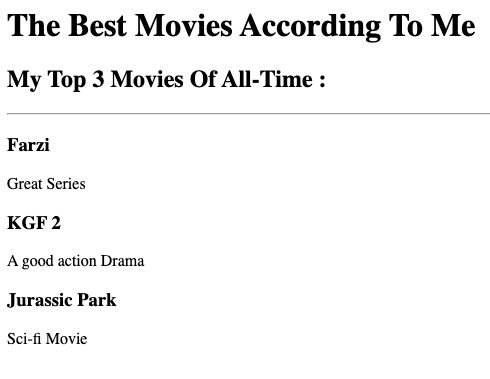 The Best Movies According To Me
My Top 3 Movies Of All-Time :
Farzi
Great Series
KGF 2
A good action Drama
Jurassic Park
Sci-fi Movie